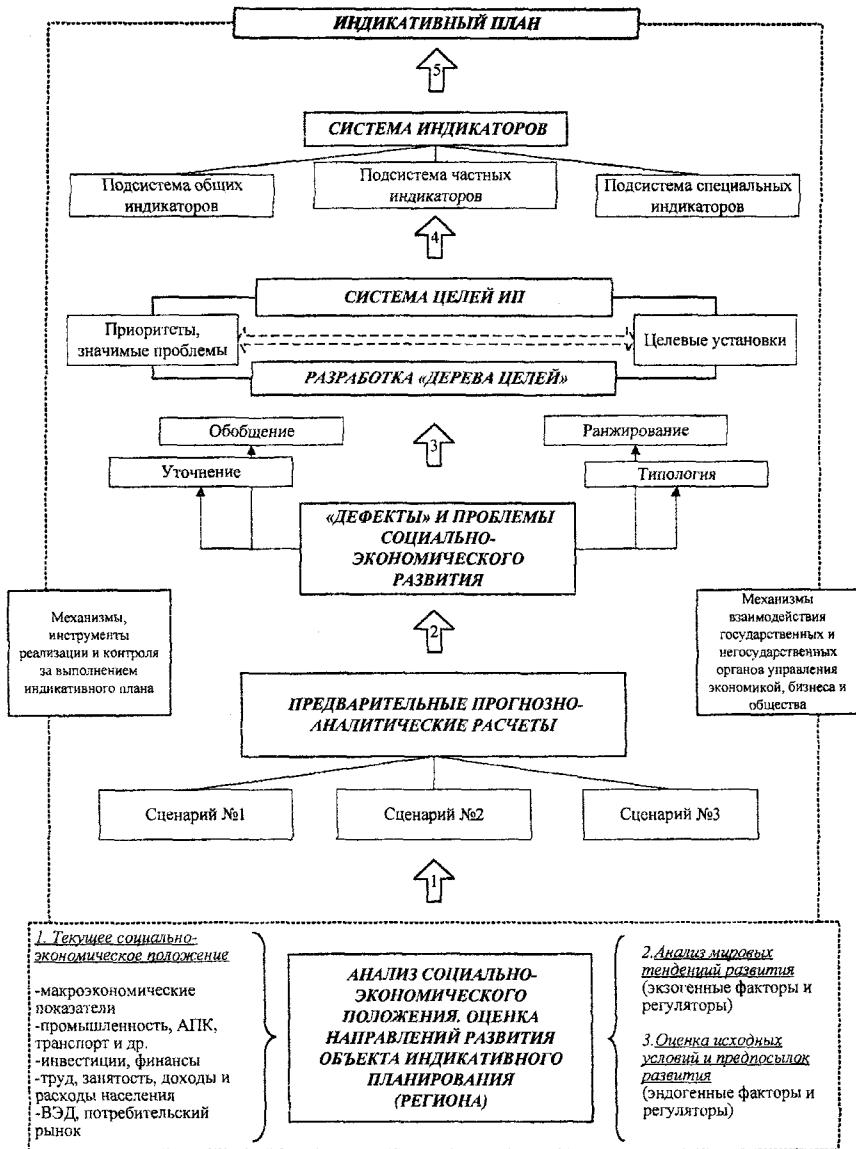 ИНДИКАТИВНЫЙ ПЛАН
5
СИСТЕМА ИНДИКАТОРОВ
Подсистема общих
индикаторов
Подсистема частных
индикаторов
Подсистема специальных
индикаторов
4
СИСТЕМА ЦЕЛЕЙ ИП
Приоритеты,
значимые проблемы
Целевые установки
РАЗРАБОТКА «ДЕРЕВА ЦЕЛЕЙ»
Обобщение
Уточнение
3
Ранжирование
Типология
«ДЕФЕКТЫ» И ПРОБЛЕМЫ
СОЦИАЛЬНО-
ЭКОНОМИЧЕСКОГО
РАЗВИТИЯ
Механизмы,
инструменты
реализации и контроля
за выполнением
индикативного плана
2
Механизмы
взаимодействия
государственных и
негосударственных
органов управления
экономикой, бизнеса и
общества
ПРЕДВАРИТЕЛЬНЫЕ ПРОГНОЗНО-
АНАЛИТИЧЕСКИЕ РАСЧЕТЫ
Сценарий №1
Сценарий №2
Сценарий №3
1
1. Текущее социально-
экономическое положение
-макроэкономические
показатели
-промышленность, АПК,
транспорт и др.
-инвестиции, финансы
-труд, занятость, доходы и
расходы населения
-ВЭД, потребительский
рынок
АНАЛИЗ СОЦИАЛЬНО-
ЭКОНОМИЧЕСКОГО
ПОЛОЖЕНИЯ. ОЦЕНКА
НАПРАВЛЕНИЙ РАЗВИТИЯ
ОБЪЕКТА ИНДИКАТИВНОГО
ПЛАНИРОВАНИЯ
(РЕГИОНА)
2.Анализ мировых
тенденций развития
(экзогенные факторы и
регуляторы)
3.Оценка исходных
условий и предпосылок
развития
(эндогенные факторы и
регуляторы)